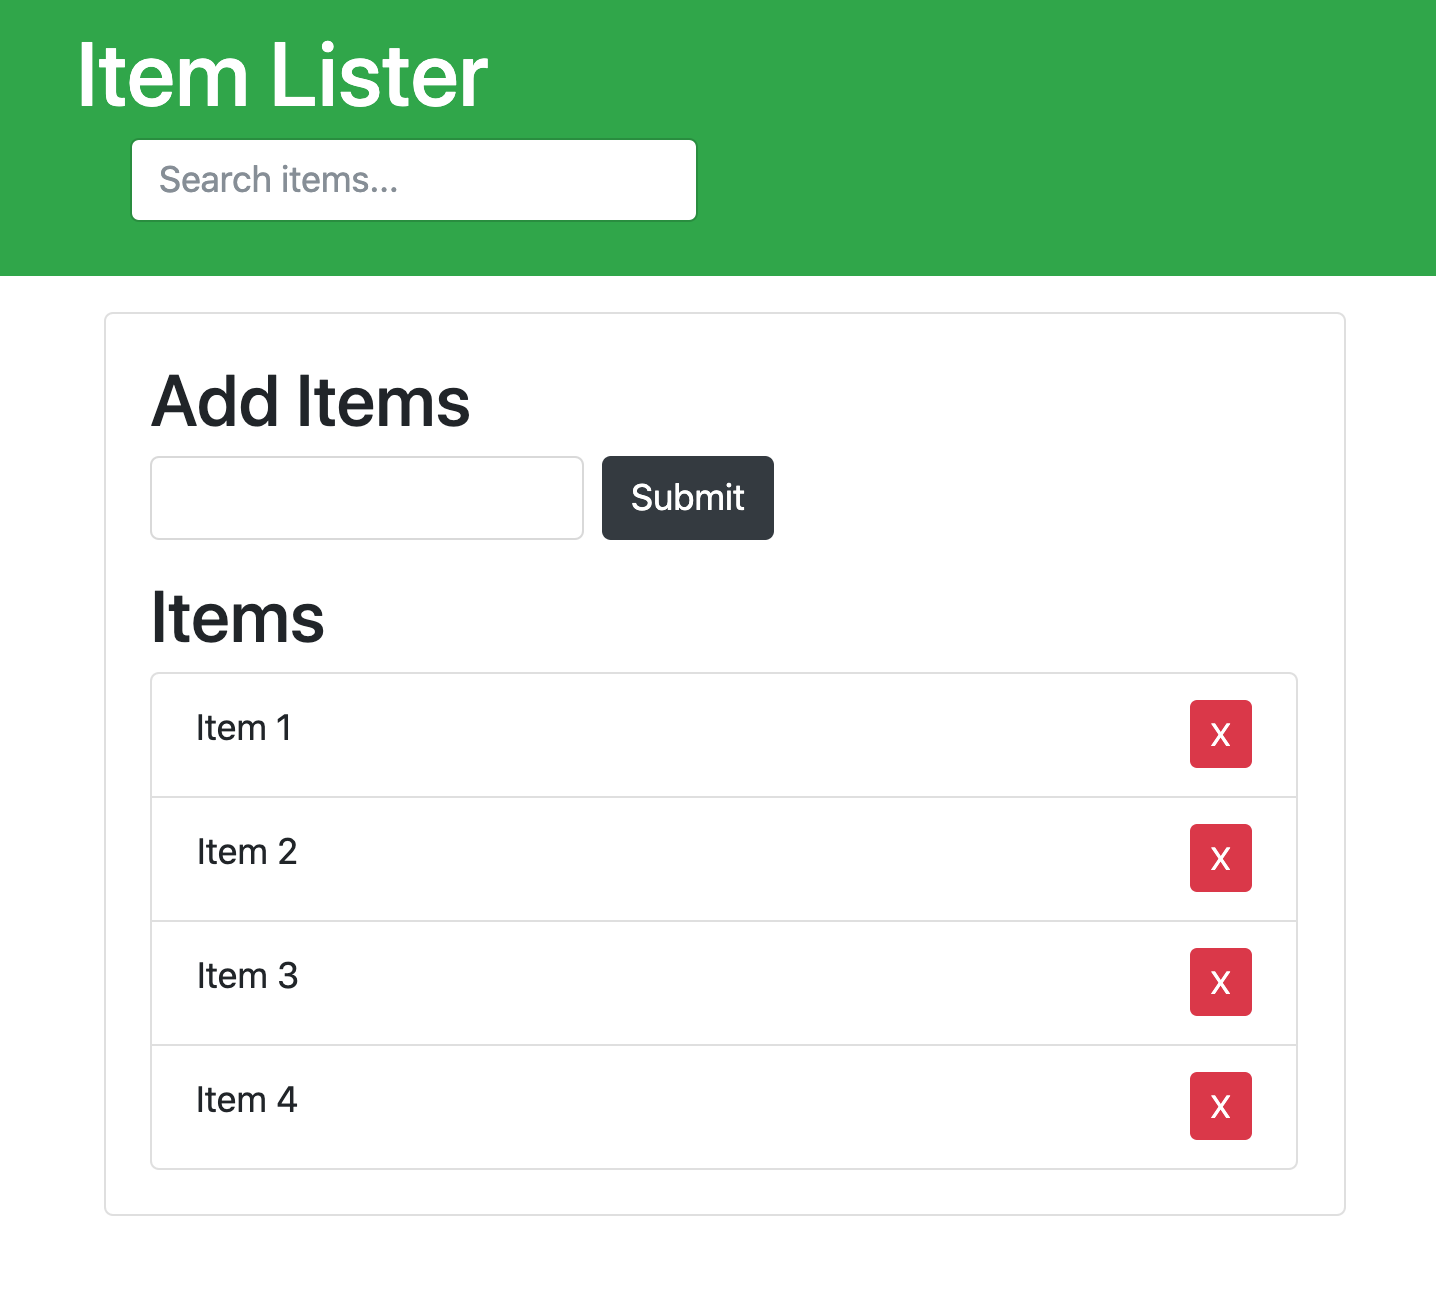 Item Lister
Search items...
Add Items
Submit
Items
Item 1 X
Item 2 X
Item 3 X
Item 4 X